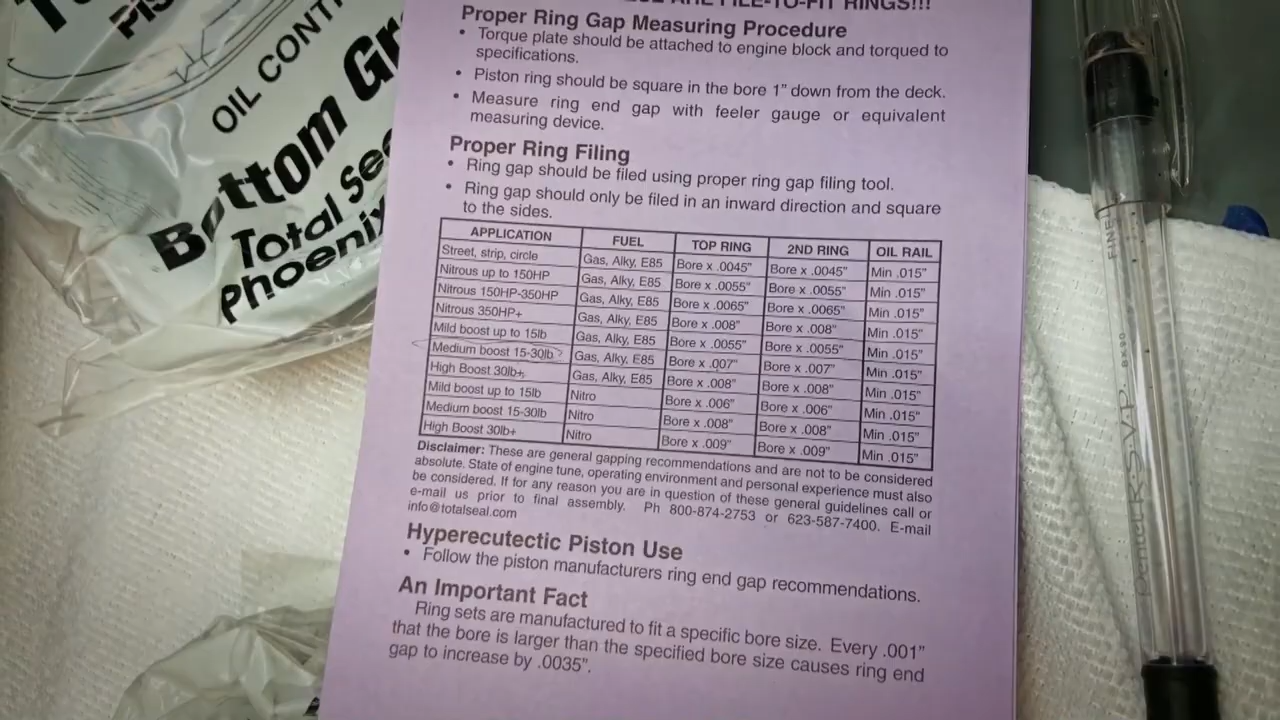 OIL CONT
Bottom Gr
Total Se
Phoenix
FILE-TO-FIT RINGS!!!
Proper Ring Gap Measuring Procedure
• Torque plate should be attached to engine block and torqued to
specifications.
• Piston ring should be square in the bore 1" down from the deck.
• Measure ring end gap with feeler gauge or equivalent
measuring device.
Proper Ring Filing
• Ring gap should be filed using proper ring gap filing tool.
• Ring gap should only be filed in an inward direction and square
to the sides.
APPLICATION FUEL TOP RING 2ND RING OIL RAIL
Street, strip, circle Gas, Alky, E85 Bore x .0045" Bore x .0045" Min .015"
Nitrous up to 150HP Gas, Alky, E85 Bore x .0055" Bore x .0055" Min .015"
Nitrous 150HP-350HP Gas, Alky, E85 Bore x .0065" Bore x .0065" Min .015"
Nitrous 350HP+ Gas, Alky, E85 Bore x .008" Bore x .008" Min .015"
Mild boost up to 15lb Gas, Alky, E85 Bore x .0055" Bore x .0055" Min .015"
Medium boost 15-30lb Gas, Alky, E85 Bore x .007" Bore x .007" Min .015"
High Boost 30lb+ Gas, Alky, E85 Bore x .008" Bore x .008" Min .015"
Mild boost up to 15lb Nitro Bore x .006" Bore x .006" Min .015"
Medium boost 15-30lb Nitro Bore x .008" Bore x .008" Min .015"
High Boost 30lb+ Nitro Bore x .009" Bore x .009" Min .015"
Disclaimer: These are general gapping recommendations and are not to be considered
absolute. State of engine tune, operating environment and personal experience must also
be considered. If for any reason you are in question of these general guidelines call or
e-mail us prior to final assembly. Ph 800-874-2753 or 623-587-7400. E-mail
info@totalseal.com
Hyperecutectic Piston Use
• Follow the piston manufacturers ring end gap recommendations.
An Important Fact
Ring sets are manufactured to fit a specific bore size. Every .001"
that the bore is larger than the specified bore size causes ring end
gap to increase by .0035".
FINE
R.S.V.P.